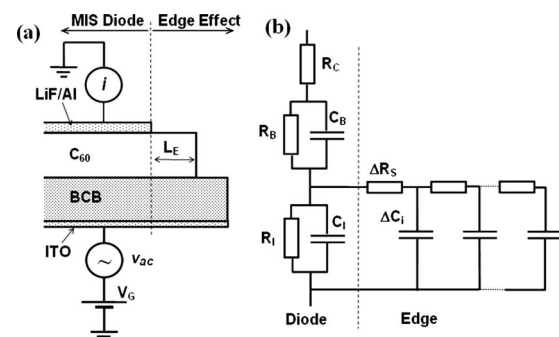 (a)
MIS Diode
Edge Effect
i
LiF/Al
C60
LE
BCB
ITO
vac
~
VG
(b)
RC
RB
CB
ΔRS
RI
CI
ΔCi
Diode
Edge